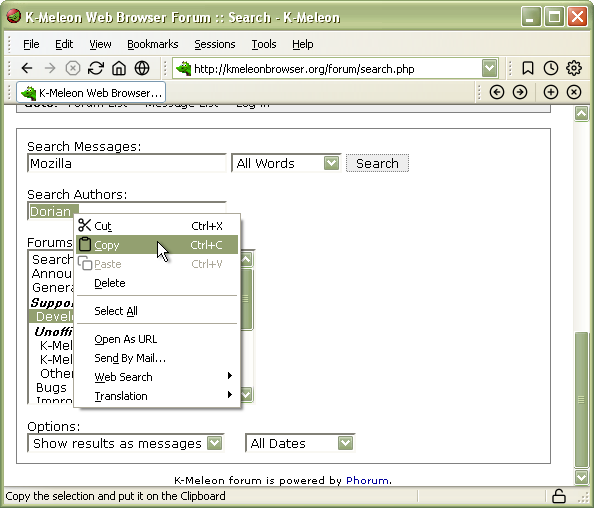 K-Meleon Web Browser Forum :: Search - K-Meleon
File Edit View Bookmarks Sessions Tools Help
http://kmeleonbrowser.org/forum/search.php
K-Meleon Web Browser...
Goto: Forum List Message List Log In
Search Messages:
Mozilla All Words Search
Search Authors:
Dorian
Forums
Search
Annou
Genera
Suppo
Develo
Unoffi
K-Mel
K-Mel
Other
Bugs
Impro
Cut Ctrl+X
Copy Ctrl+C
Paste Ctrl+V
Delete
Select All
Open As URL
Send By Mail...
Web Search
Translation
Options:
Show results as messages All Dates
K-Meleon forum is powered by Phorum.
Copy the selection and put it on the Clipboard